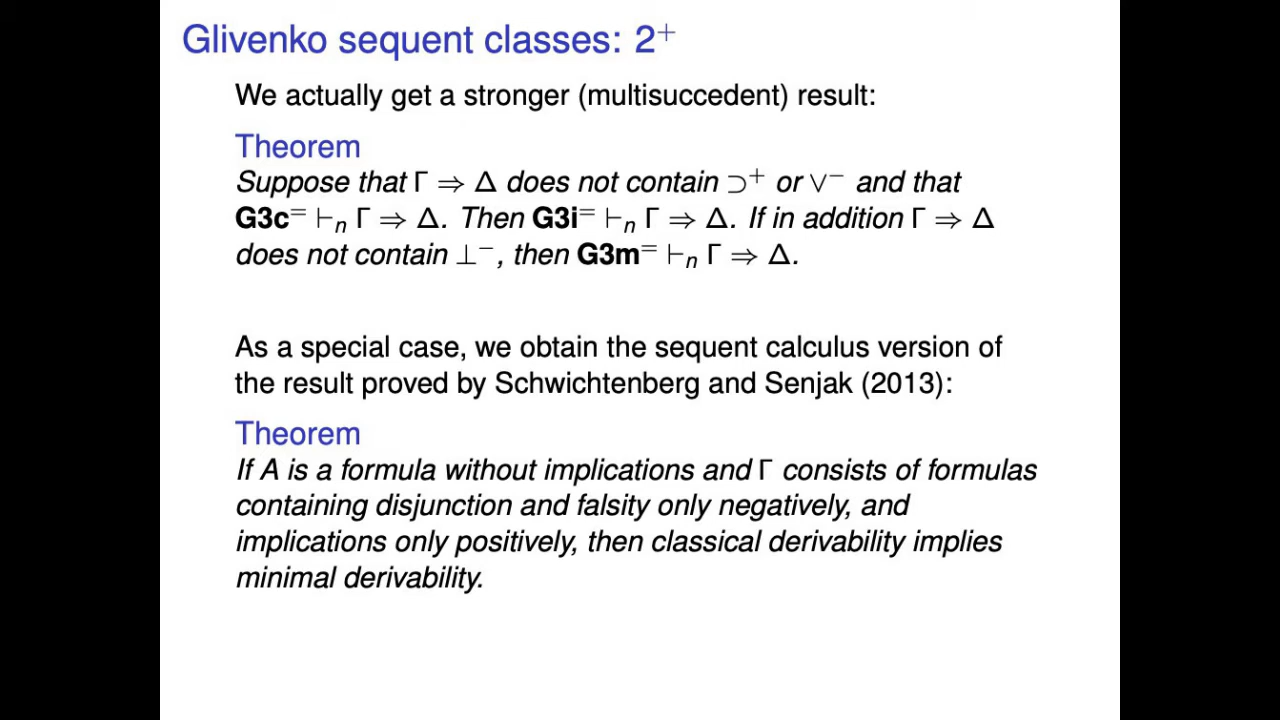 Glivenko sequent classes: 2⁺
We actually get a stronger (multisuccedent) result:
Theorem
Suppose that Γ ⇒ Δ does not contain ⊃⁺ or ∨⁻ and that
G3c⁼ ⊢ₙ Γ ⇒ Δ. Then G3i⁼ ⊢ₙ Γ ⇒ Δ. If in addition Γ ⇒ Δ
does not contain ⊥⁻, then G3m⁼ ⊢ₙ Γ ⇒ Δ.
As a special case, we obtain the sequent calculus version of
the result proved by Schwichtenberg and Senjak (2013):
Theorem
If A is a formula without implications and Γ consists of formulas
containing disjunction and falsity only negatively, and
implications only positively, then classical derivability implies
minimal derivability.